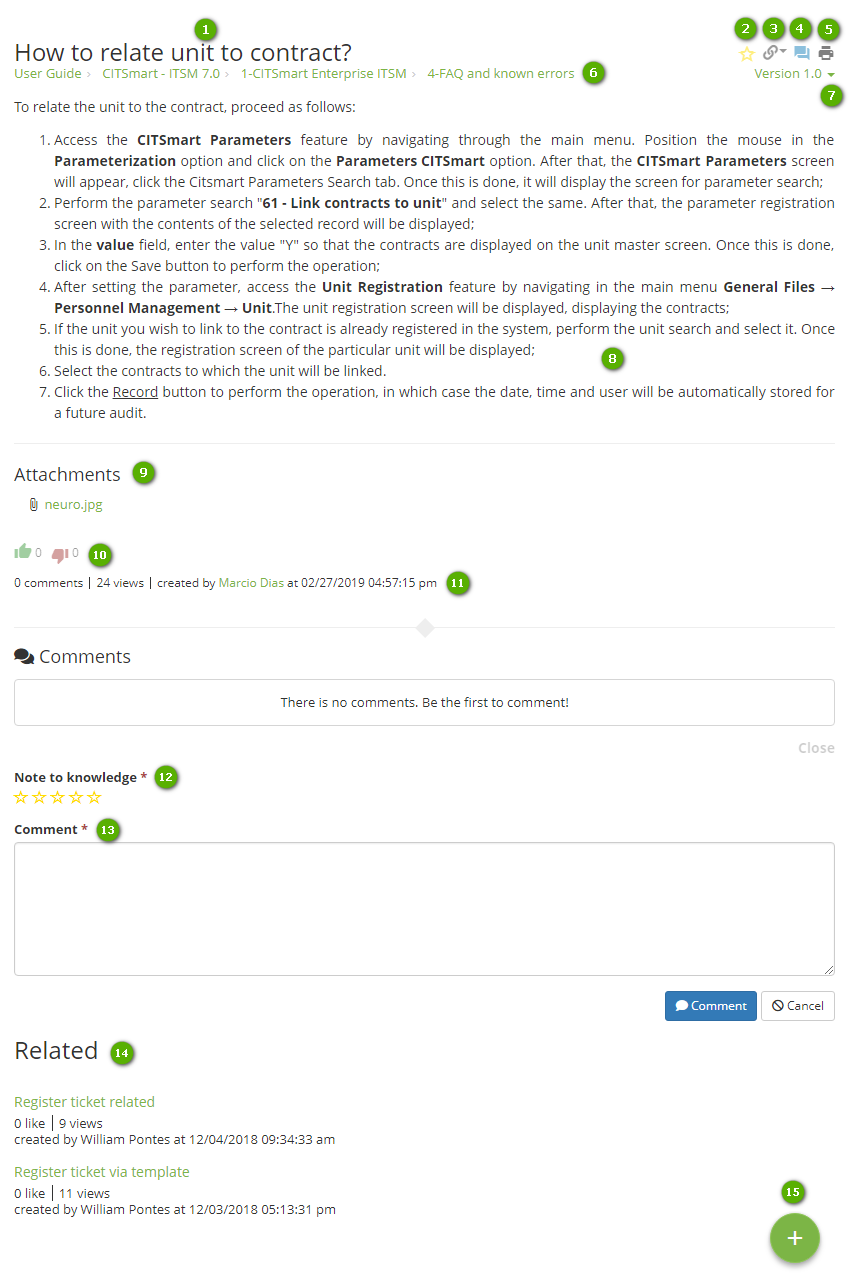 1
2 3 4 5
How to relate unit to contract?
User Guide › CITSmart - ITSM 7.0 › 1-CITSmart Enterprise ITSM › 4-FAQ and known errors 6
Version 1.0
7
To relate the unit to the contract, proceed as follows:
1. Access the CITSmart Parameters feature by navigating through the main menu. Position the mouse in the
Parameterization option and click on the Parameters CITSmart option. After that, the CITSmart Parameters screen
will appear, click the Citsmart Parameters Search tab. Once this is done, it will display the screen for parameter search;
2. Perform the parameter search "61 - Link contracts to unit" and select the same. After that, the parameter registration
screen with the contents of the selected record will be displayed;
3. In the value field, enter the value "Y" so that the contracts are displayed on the unit master screen. Once this is done,
click on the Save button to perform the operation;
4. After setting the parameter, access the Unit Registration feature by navigating in the main menu General Files →
Personnel Management → Unit.The unit registration screen will be displayed, displaying the contracts;
5. If the unit you wish to link to the contract is already registered in the system, perform the unit search and select it. Once
this is done, the registration screen of the particular unit will be displayed;
8
6. Select the contracts to which the unit will be linked.
7. Click the Record button to perform the operation, in which case the date, time and user will be automatically stored for
a future audit.
Attachments 9
neuro.jpg
0 0 10
0 comments | 24 views | created by Marcio Dias at 02/27/2019 04:57:15 pm 11
Comments
There is no comments. Be the first to comment!
Close
Note to knowledge * 12
Comment * 13
Comment Cancel
Related 14
Register ticket related
0 like | 9 views
created by William Pontes at 12/04/2018 09:34:33 am
Register ticket via template
0 like | 11 views
created by William Pontes at 12/03/2018 05:13:31 pm
15
+